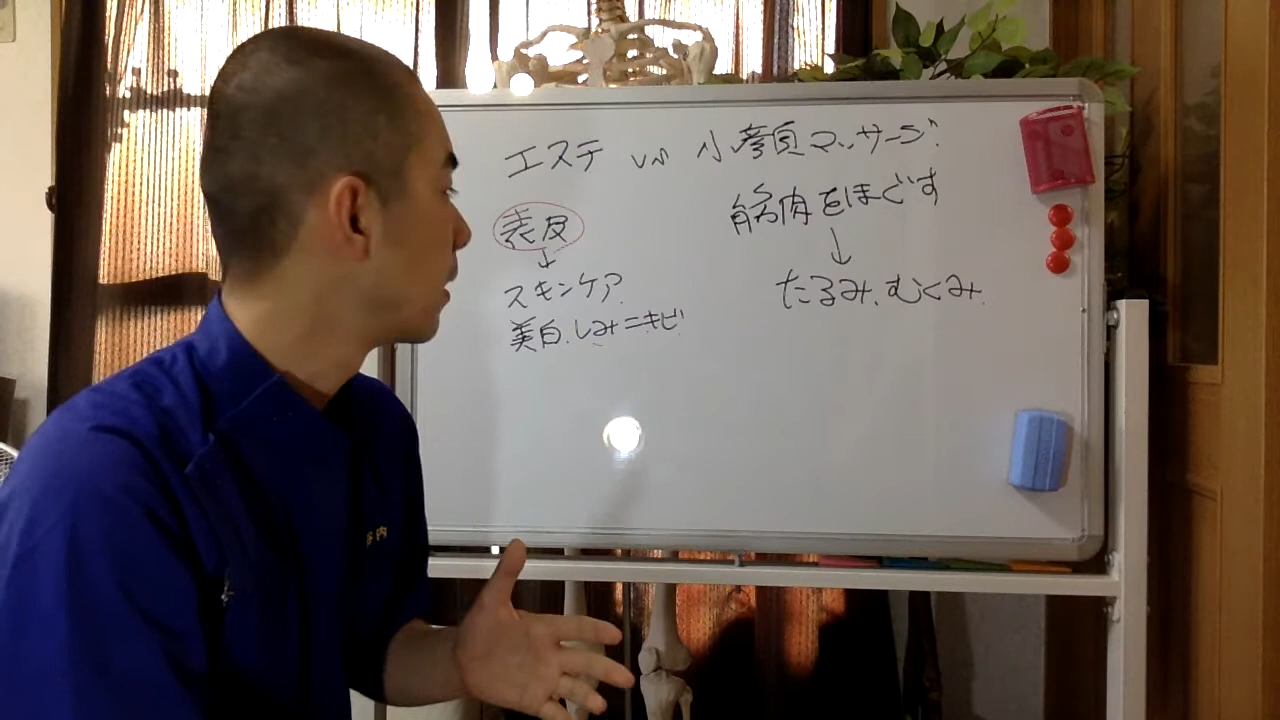 エステ vs 小顔マッサージ
表皮
↓
スキンケア
美白、しみニキビ
筋肉をほぐす
↓
たるみ、むくみ